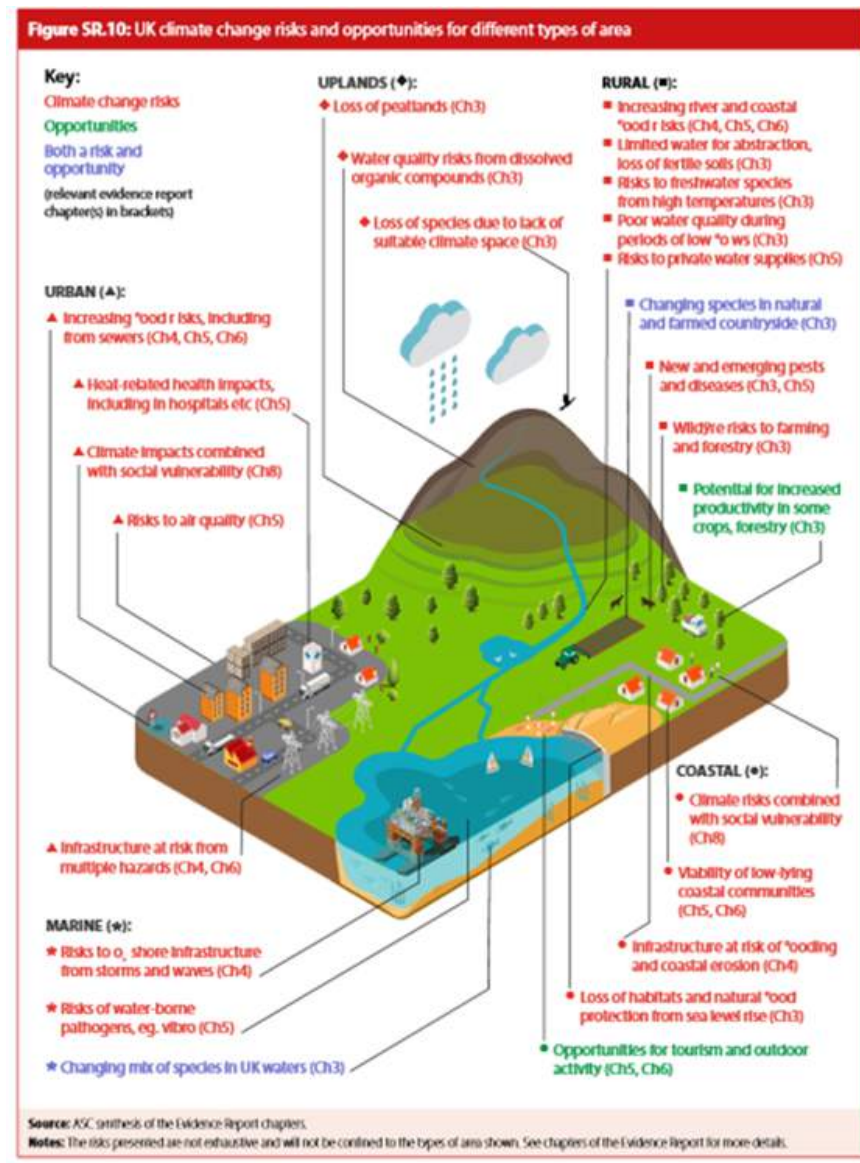 Figure SR.10: UK climate change risks and opportunities for different types of area
Key:
Climate change risks
Opportunities
Both a risk and
opportunity
(relevant evidence report
chapter(s) in brackets)
UPLANDS (◆):
◆ Loss of peatlands (Ch3)
◆ Water quality risks from dissolved
organic compounds (Ch3)
◆ Loss of species due to lack of
suitable climate space (Ch3)
RURAL (■):
■ Increasing river and coastal
°ood r isks (Ch4, Ch5, Ch6)
■ Limited water for abstraction,
loss of fertile soils (Ch3)
■ Risks to freshwater species
from high temperatures (Ch3)
■ Poor water quality during
periods of low °o ws (Ch3)
■ Risks to private water supplies (Ch5)
■ Changing species in natural
and farmed countryside (Ch3)
■ New and emerging pests
and diseases (Ch3, Ch5)
■ Wildÿre risks to farming
and forestry (Ch3)
■ Potential for increased
productivity in some
crops, forestry (Ch3)
URBAN (▲):
▲ Increasing °ood r isks, including
from sewers (Ch4, Ch5, Ch6)
▲ Heat-related health impacts,
including in hospitals etc (Ch5)
▲ Climate impacts combined
with social vulnerability (Ch8)
▲ Risks to air quality (Ch5)
▲ Infrastructure at risk from
multiple hazards (Ch4, Ch6)
MARINE (★):
★ Risks to o˛ shore infrastructure
from storms and waves (Ch4)
★ Risks of water-borne
pathogens, eg. vibro (Ch5)
★ Changing mix of species in UK waters (Ch3)
COASTAL (●):
● Climate risks combined
with social vulnerability
(Ch8)
● Viability of low-lying
coastal communities
(Ch5, Ch6)
● Infrastructure at risk of °ooding
and coastal erosion (Ch4)
● Loss of habitats and natural °ood
protection from sea level rise (Ch3)
● Opportunities for tourism and outdoor
activity (Ch5, Ch6)
Source: ASC synthesis of the Evidence Report chapters.
Notes: The risks presented are not exhaustive and will not be confined to the types of area shown. See chapters of the Evidence Report for more details.